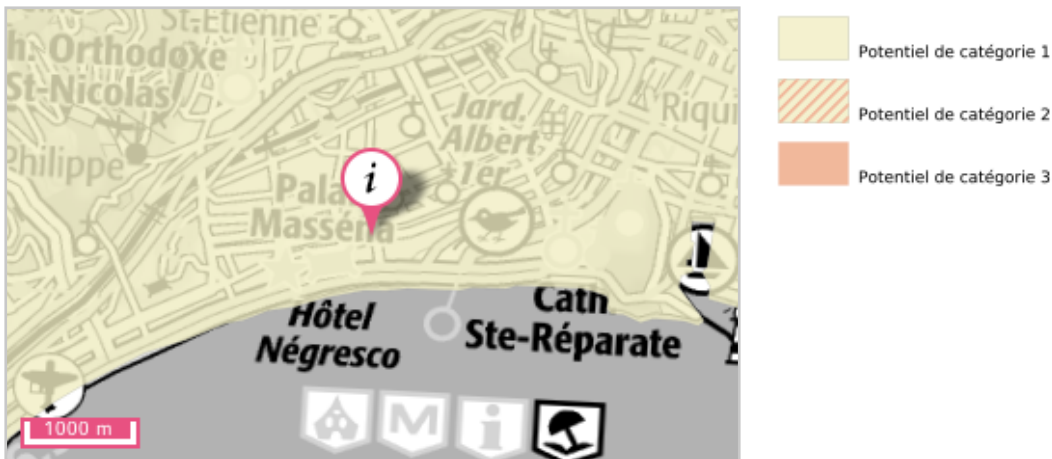 St-Etienne
h. Orthodoxe
St-Nicolas
Philippe
Jard.
Albert
1er
Riqui
i
Pala
Masséna
Hôtel
Négresco
Cath
Ste-Réparate
M
i
1000 m
Potentiel de catégorie 1
Potentiel de catégorie 2
Potentiel de catégorie 3